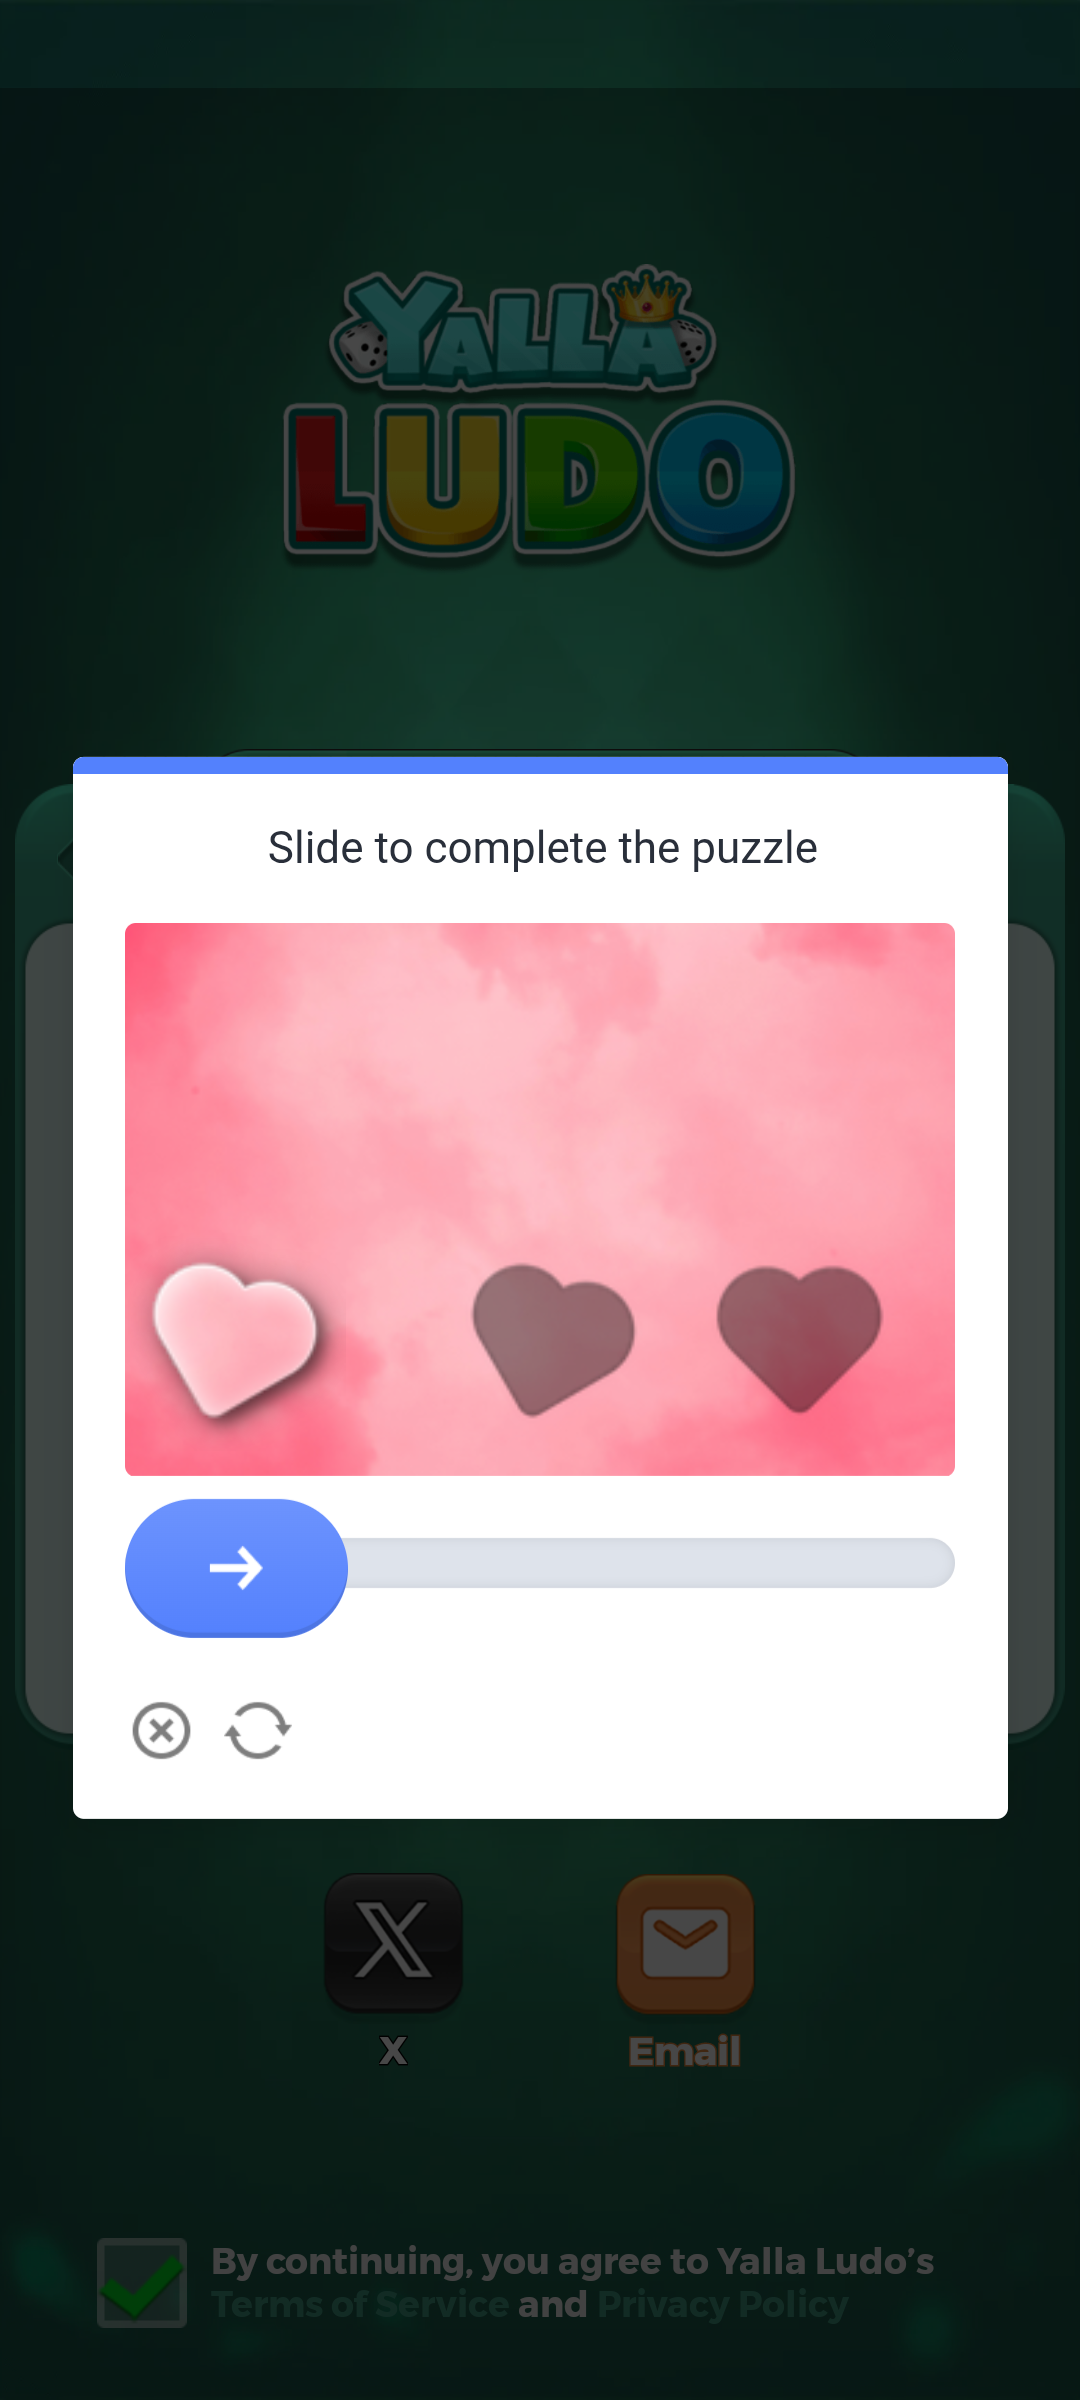 YALLA
LUDO
Slide to complete the puzzle
X
Email
By continuing, you agree to Yalla Ludo’s
Terms of Service and Privacy Policy